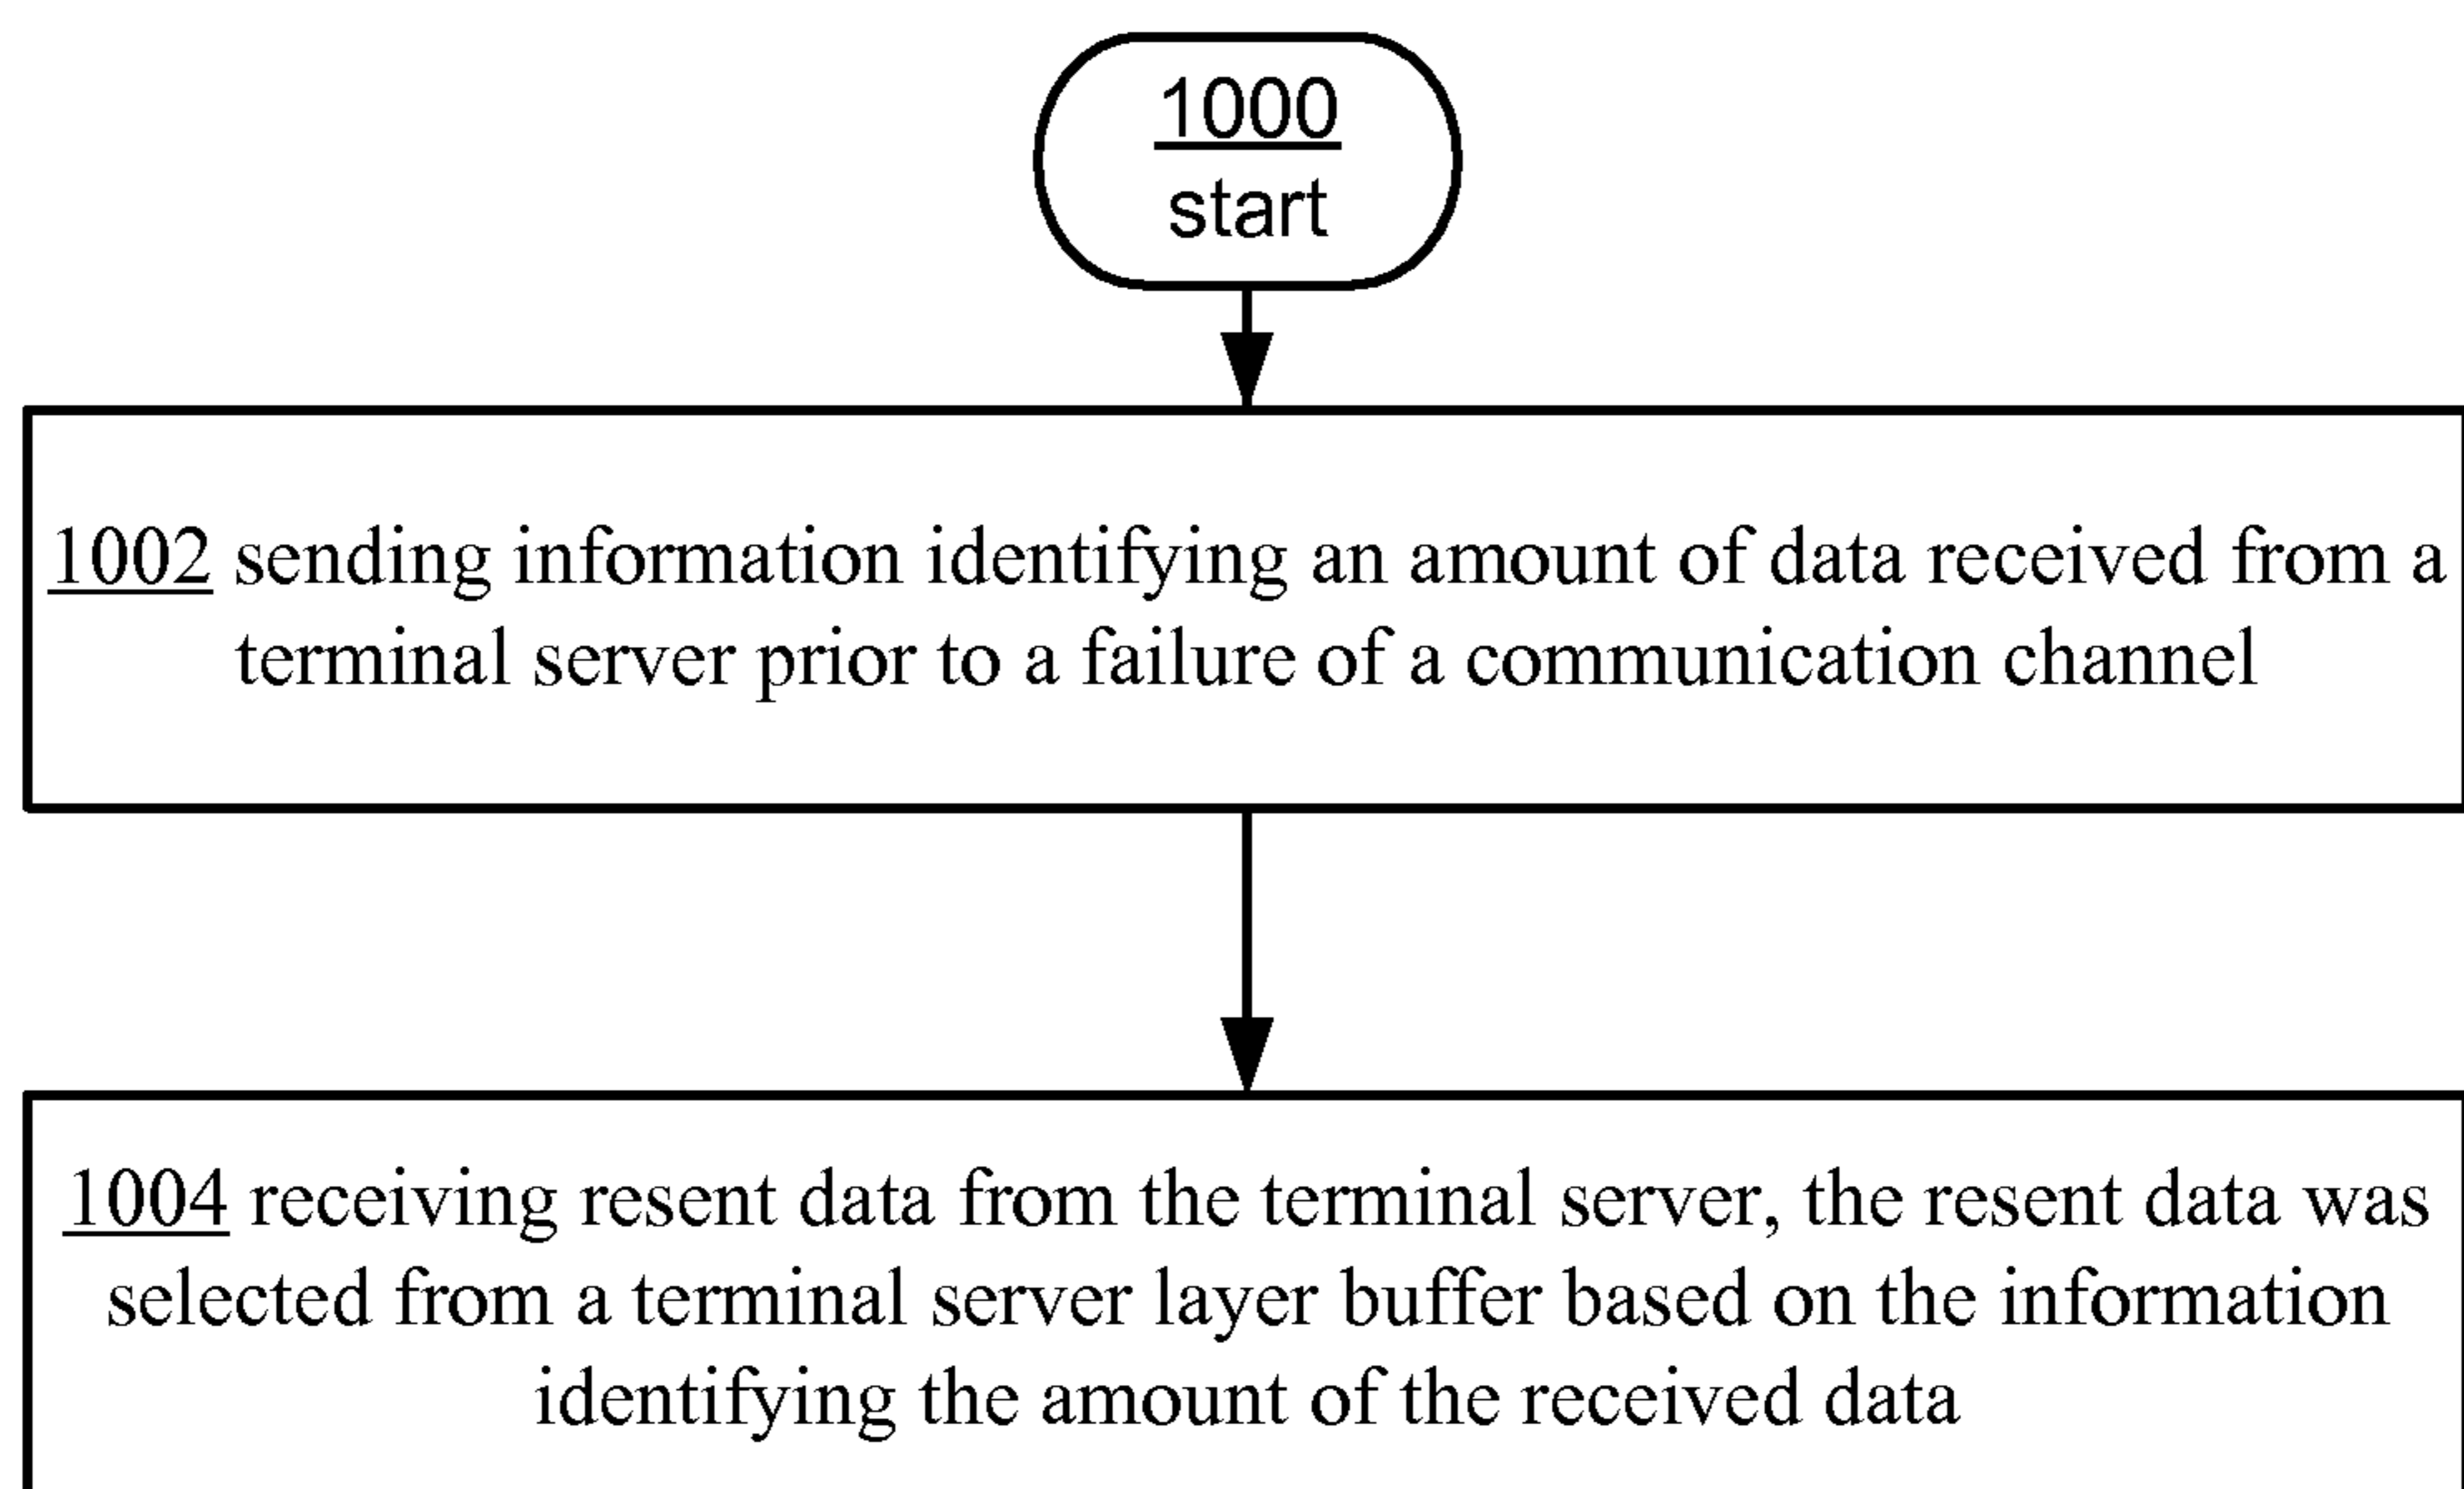 1000
start
1002 sending information identifying an amount of data received from a
terminal server prior to a failure of a communication channel
1004 receiving resent data from the terminal server, the resent data was
selected from a terminal server layer buffer based on the information
identifying the amount of the received data